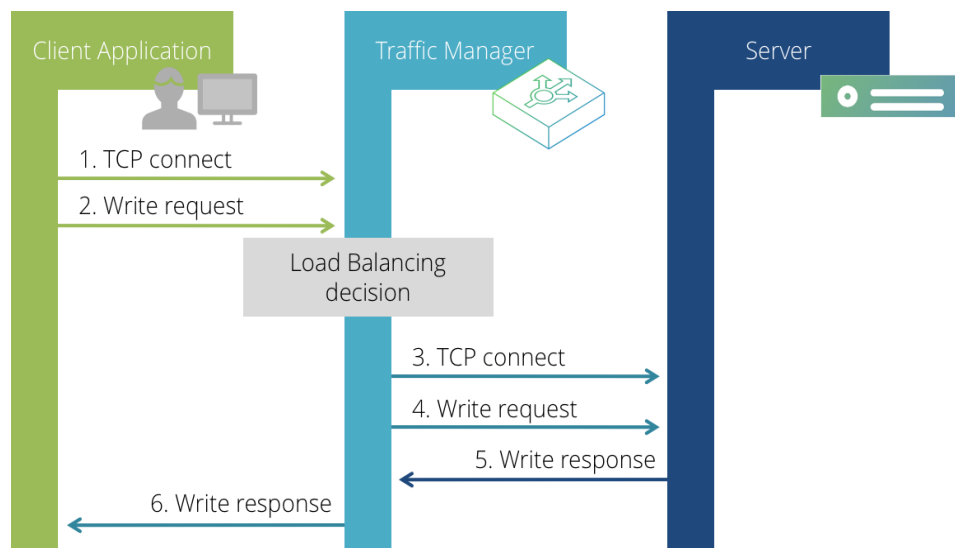 Client Application
Traffic Manager
Server
1. TCP connect
2. Write request
Load Balancing
decision
3. TCP connect
4. Write request
5. Write response
6. Write response